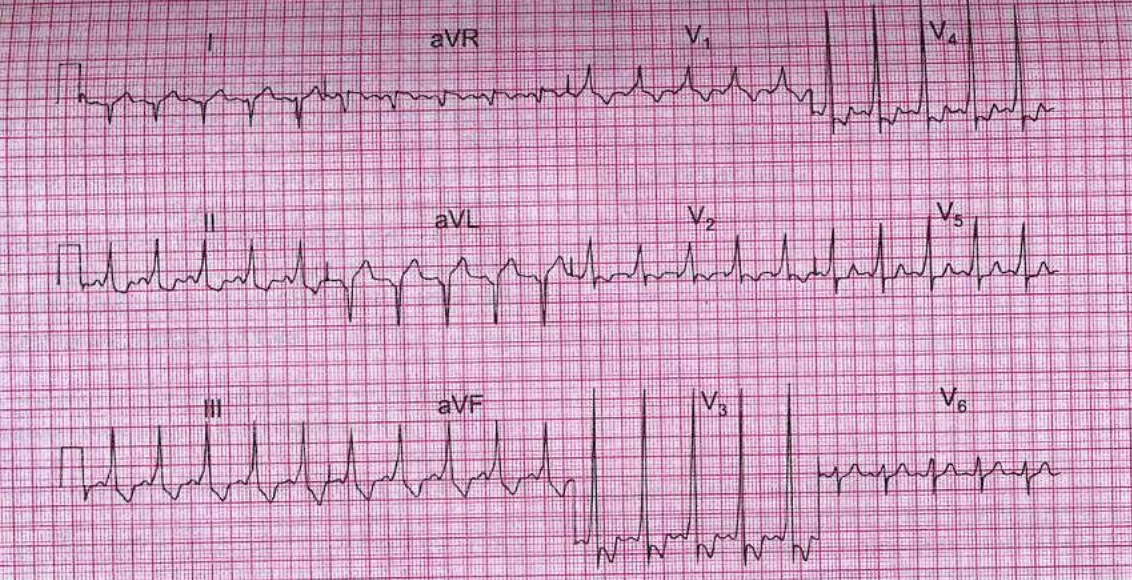 I aVR V₁ V₄
II aVL V₂ V₅
III aVF V₃ V₆